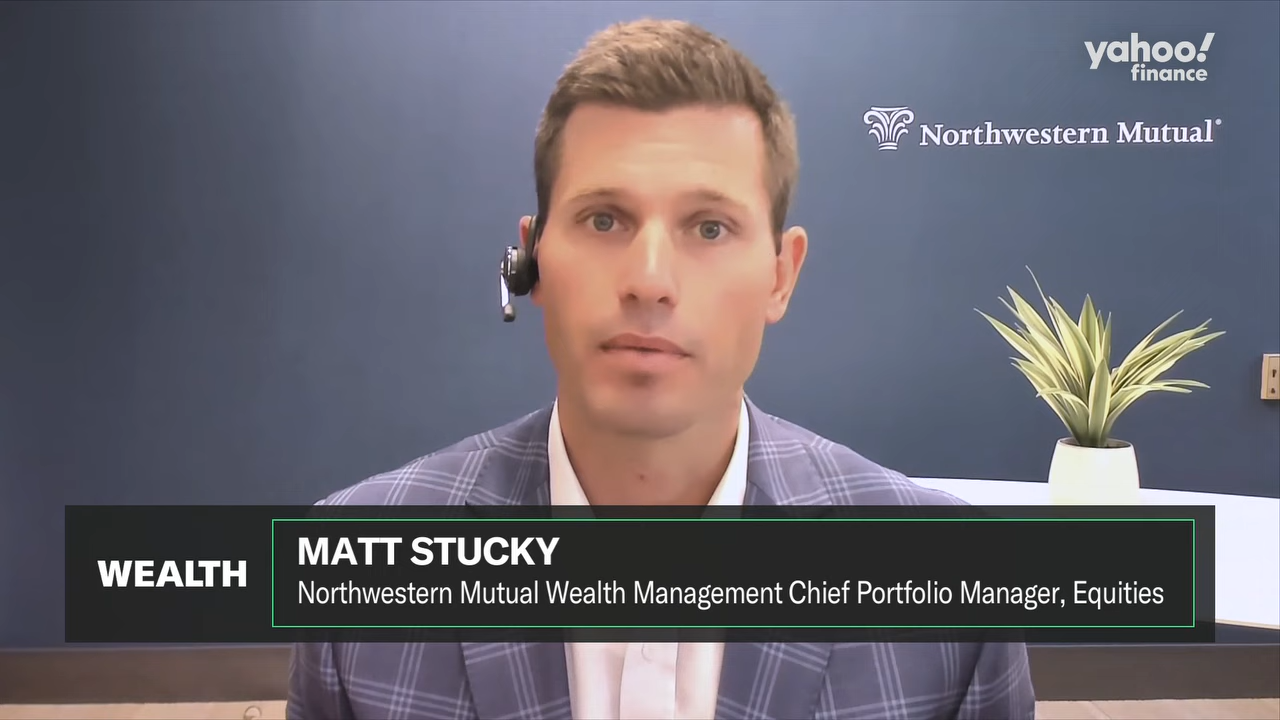 yahoo!
finance
Northwestern Mutual®
WEALTH
MATT STUCKY
Northwestern Mutual Wealth Management Chief Portfolio Manager, Equities